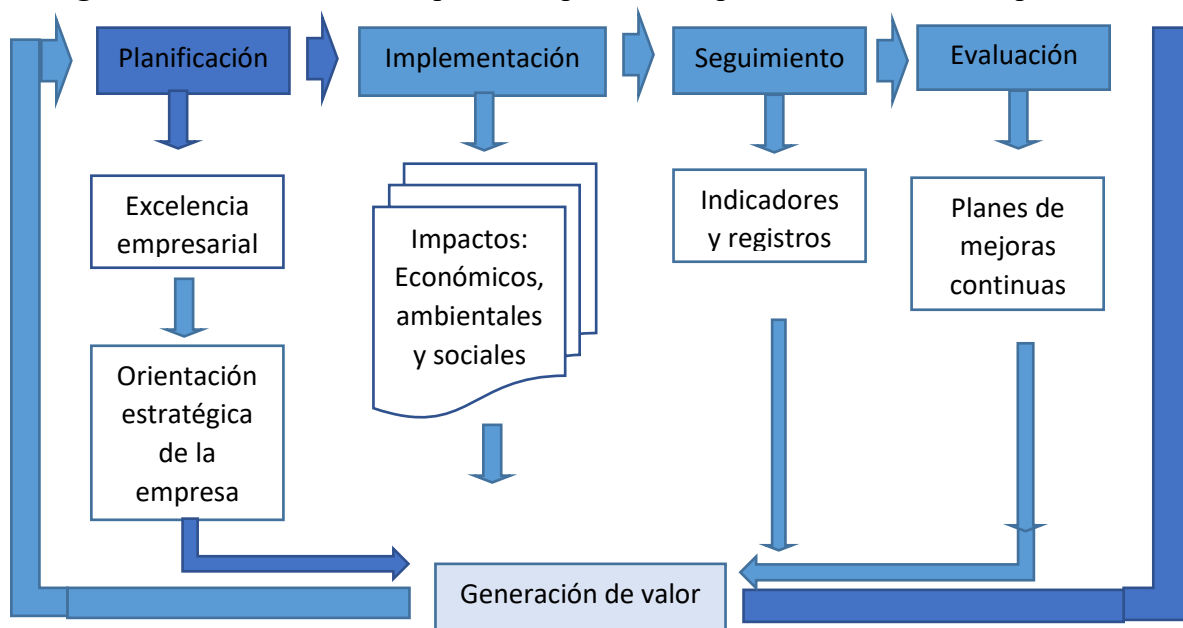 Planificación
Implementación
Seguimiento
Evaluación
Excelencia
empresarial
Orientación
estratégica
de la
empresa
Impactos:
Económicos,
ambientales
y sociales
Indicadores
y registros
Planes de
mejoras
continuas
Generación de valor